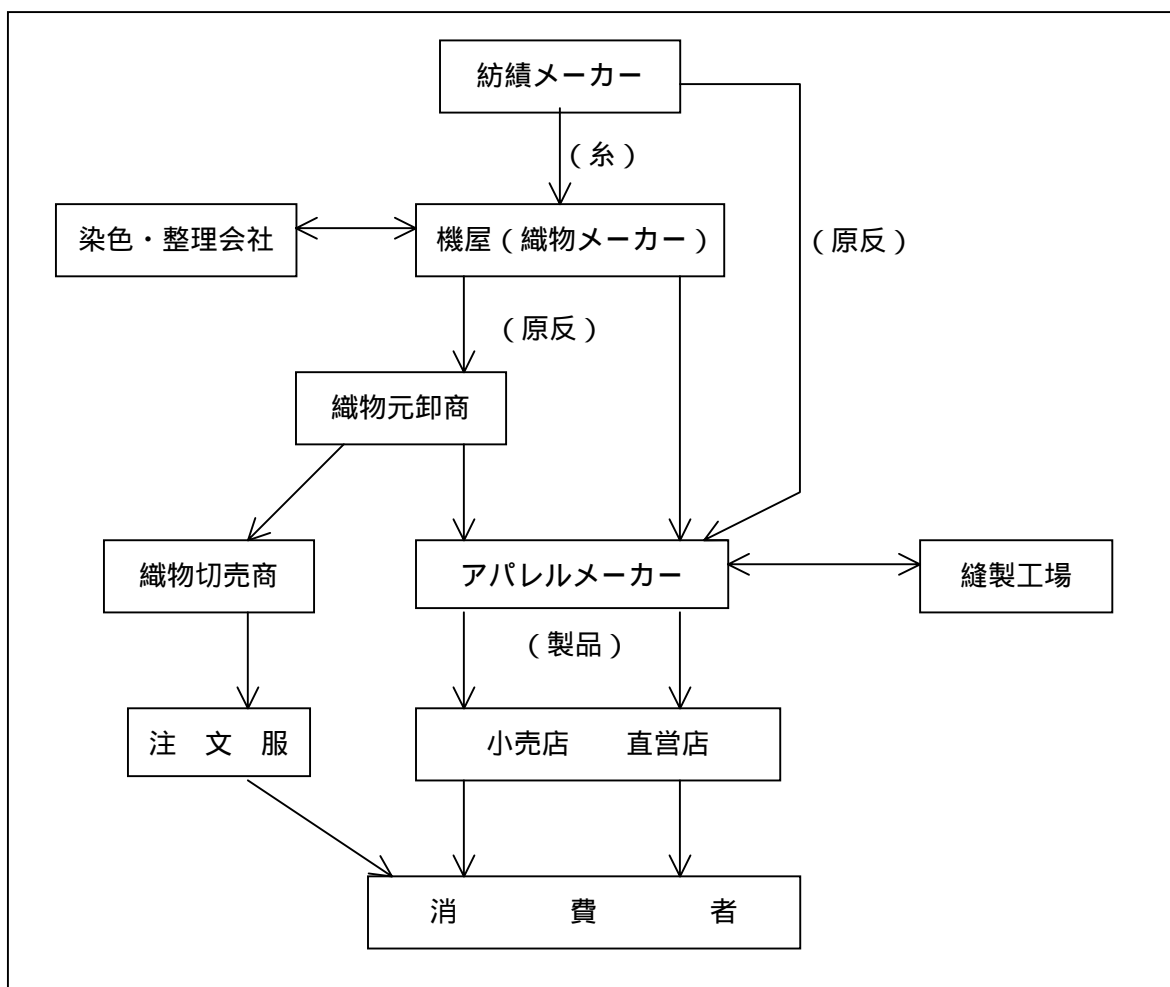 紡績メーカー
（糸）
染色・整理会社
機屋（織物メーカー）
（原反）
（原反）
織物元卸商
織物切売商
アパレルメーカー
縫製工場
（製品）
注　文　服
小売店　　直営店
消　　　費　　　者